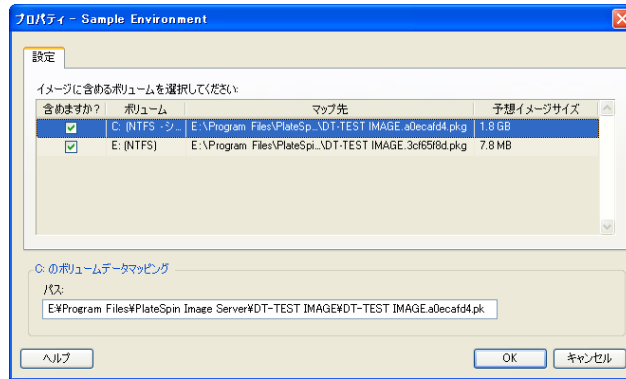 プロパティ - Sample Environment
設定
イメージに含めるボリュームを選択してください:
含めますか? ボリューム マップ先 予想イメージサイズ
C: (NTFS -シ... E:\Program Files\PlateSp...\DT-TEST IMAGE.a0ecafd4.pkg 1.8 GB
E: (NTFS) E:\Program Files\PlateSpi...\DT-TEST IMAGE.3cf65f8d.pkg 7.8 MB
C: のボリュームデータマッピング
パス:
E¥Program Files¥PlateSpin Image Server¥DT-TEST IMAGE¥DT-TEST IMAGE.a0ecafd4.pk
ヘルプ OK キャンセル